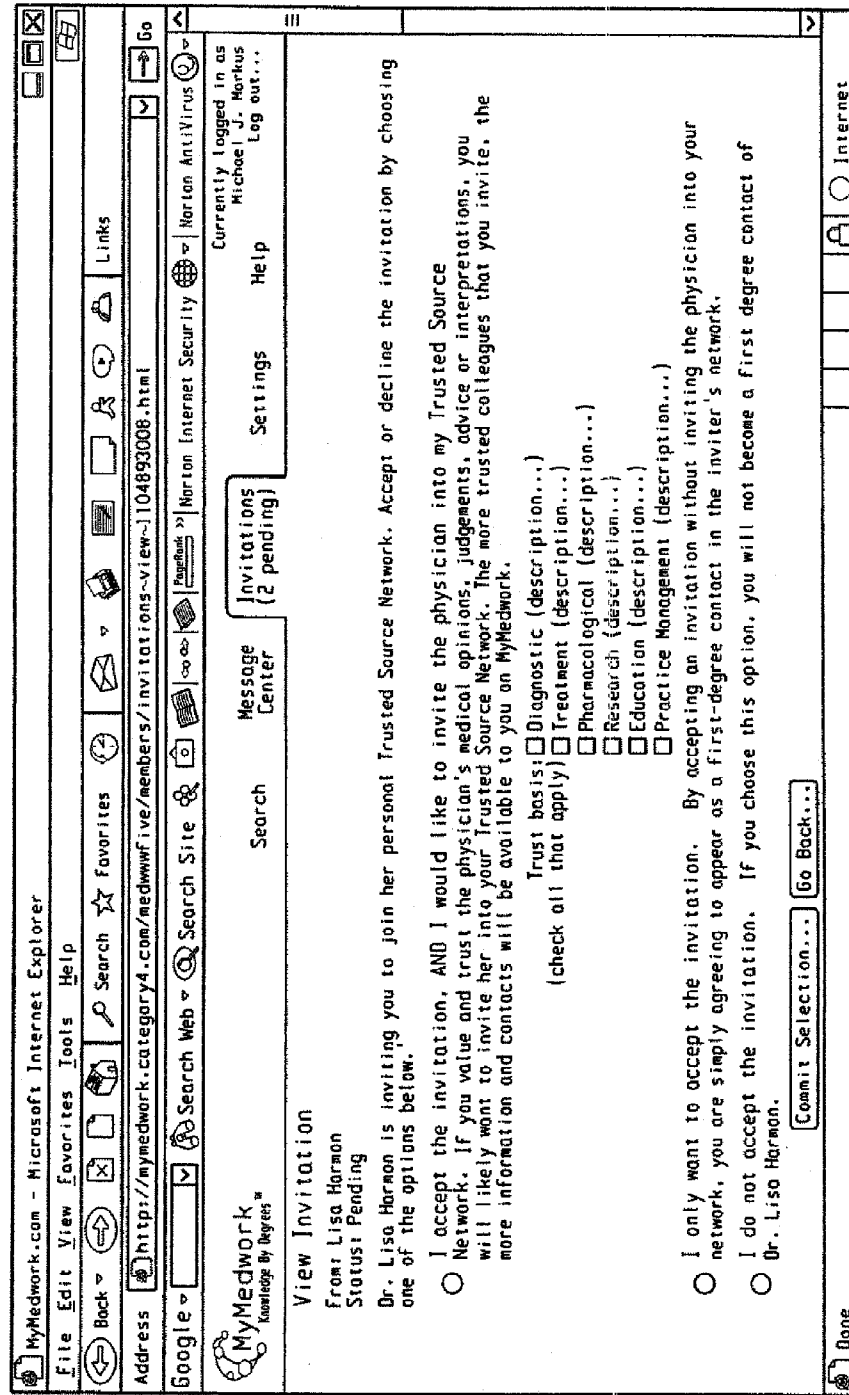 MyMedwork.com - Microsoft Internet Explorer
File Edit View Favorites Tools Help
Back Search Favorites Links
Address http://mymedwork.category4.com/medwwwfive/members/invitations~view~]104893008.html Go
Google Search Web Search Site PageRank >> Norton Internet Security Norton AntiVirus
MyMedwork℠
Knowledge By Degrees
Search
Message
Center
Invitations
(2 pending)
Settings
Help
Currently logged in as
Michael J. Markus
Log out...
View Invitation
From: Lisa Harmon
Status: Pending
Dr. Lisa Harmon is inviting you to join her personal Trusted Source Network. Accept or decline the invitation by choosing
one of the options below.
I accept the invitation, AND I would like to invite the physician into my Trusted Source
Network. If you value and trust the physician's medical opinions, judgements, advice or interpretations, you
will likely want to invite her into your Trusted Source Network. The more trusted colleagues that you invite, the
more information and contacts will be available to you on MyMedwork.
Trust basis: Diagnostic (description...)
(check all that apply) Treatment (description...)
Pharmacological (description...)
Research (description...)
Education (description...)
Practice Management (description...)
I only want to accept the invitation. By accepting an invitation without inviting the physician into your
network, you are simply agreeing to appear as a first-degree contact in the inviter's network.
I do not accept the invitation. If you choose this option, you will not become a first degree contact of
Dr. Lisa Harmon.
Commit Selection... Go Back...
Done Internet